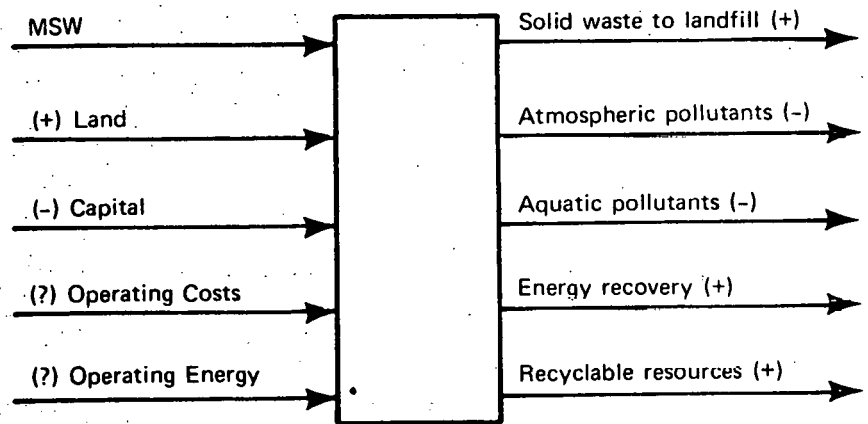 MSW
(+) Land
(-) Capital
(?) Operating Costs
(?) Operating Energy
Solid waste to landfill (+)
Atmospheric pollutants (-)
Aquatic pollutants (-)
Energy recovery (+)
Recyclable resources (+)